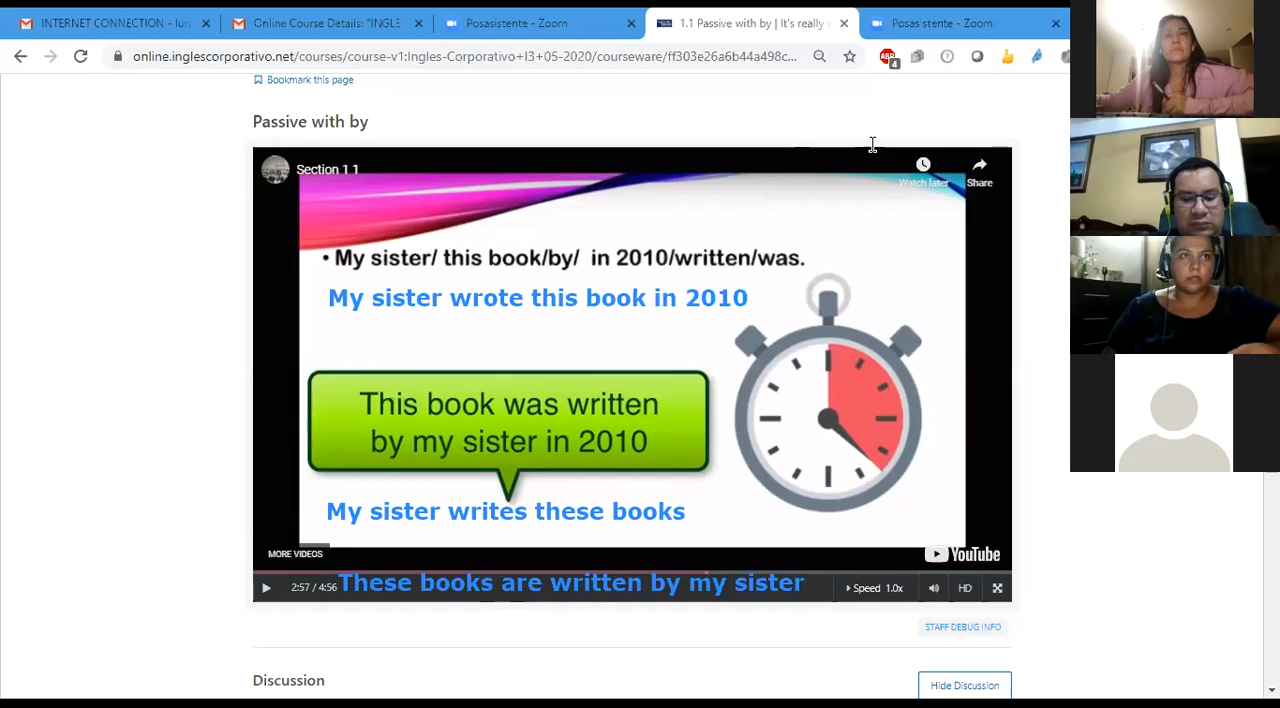 INTERNET CONNECTION - lus
Online Course Details: "INGLE
Posasistente - Zoom
1.1 Passive with by | It's really
Posasistente - Zoom
online.inglescorporativo.net/courses/course-v1:Ingles-Corporativo+I3+05-2020/courseware/ff303e26a6b44a498c...
4
Bookmark this page
Passive with by
Section 1 1
Watch later
Share
• My sister/ this book/by/ in 2010/written/was.
My sister wrote this book in 2010
This book was written
by my sister in 2010
My sister writes these books
MORE VIDEOS
YouTube
2:57 / 4:56
These books are written by my sister
Speed 1.0x
HD
STAFF DEBUG INFO
Discussion
Hide Discussion